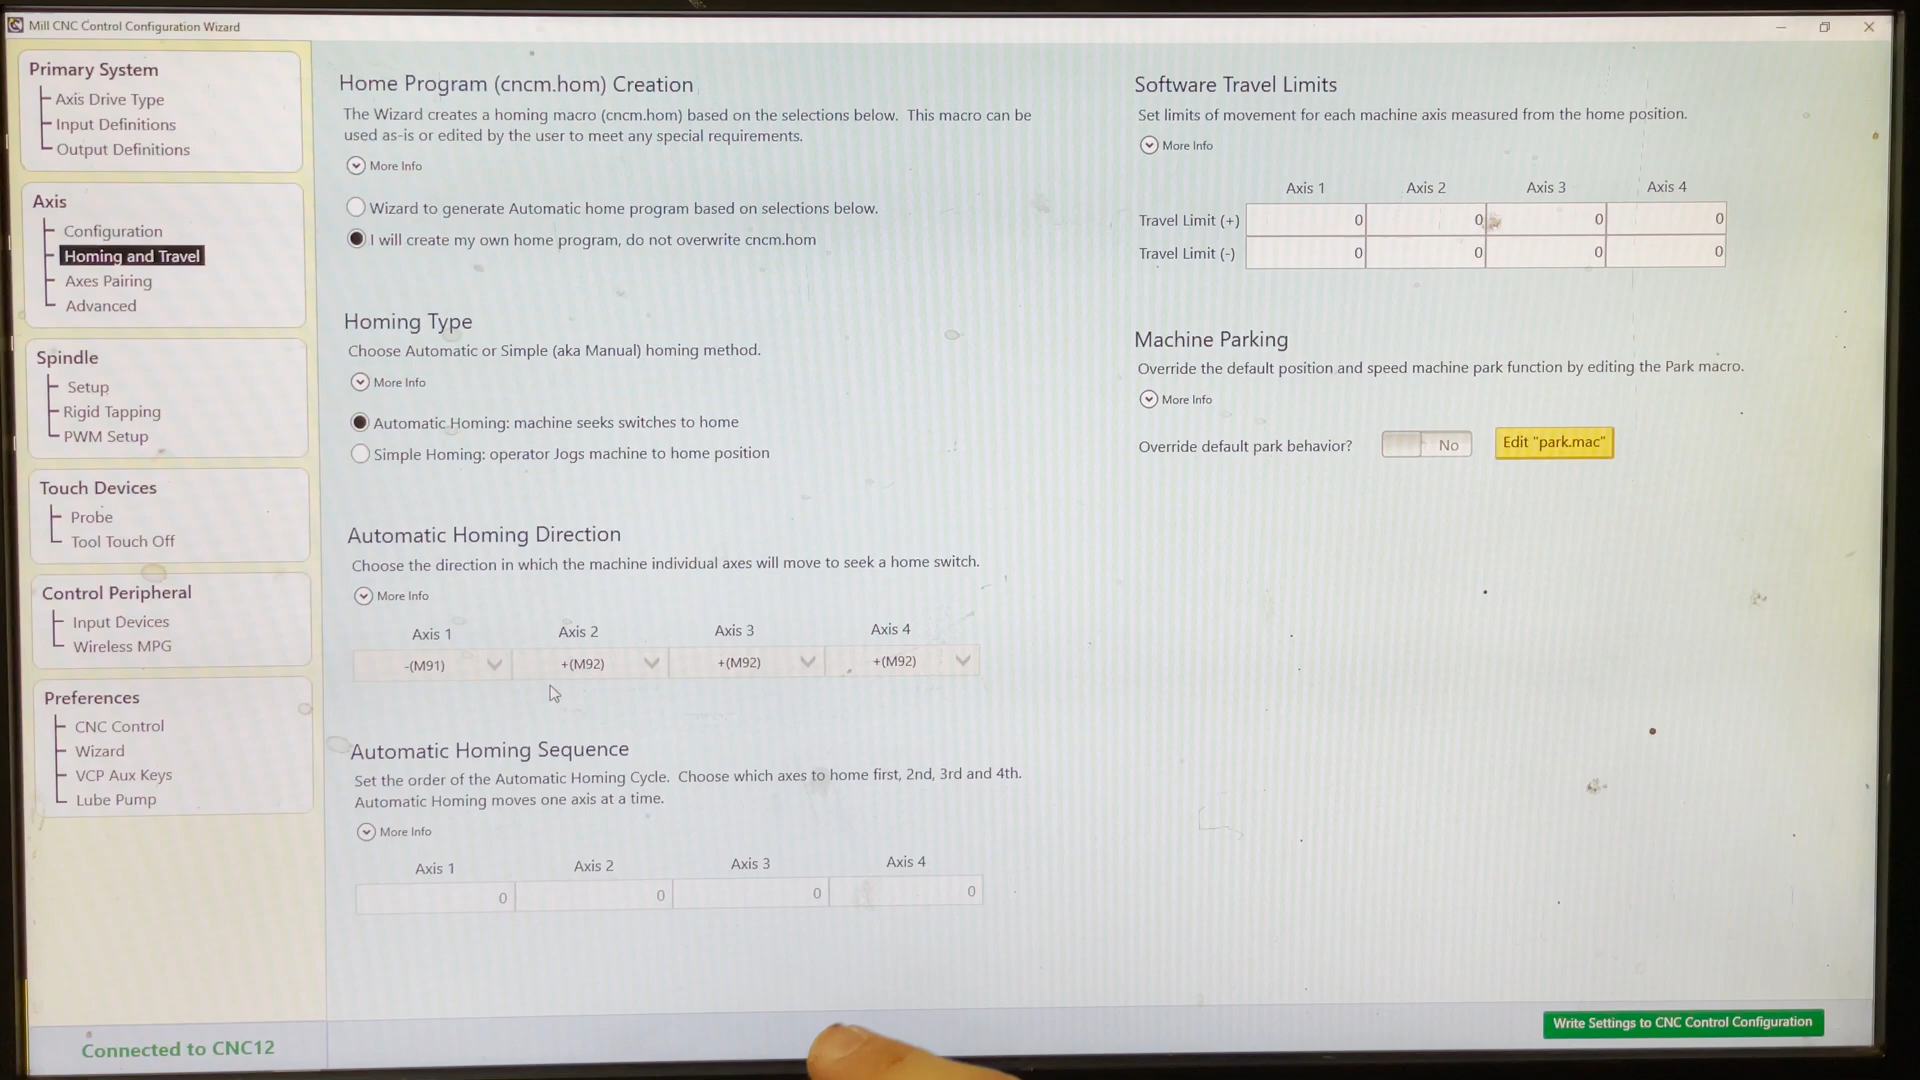 Mill CNC Control Configuration Wizard
Primary System
Axis Drive Type
Input Definitions
Output Definitions
Axis
Configuration
Homing and Travel
Axes Pairing
Advanced
Spindle
Setup
Rigid Tapping
PWM Setup
Touch Devices
Probe
Tool Touch Off
Control Peripheral
Input Devices
Wireless MPG
Preferences
CNC Control
Wizard
VCP Aux Keys
Lube Pump
Connected to CNC12
Home Program (cncm.hom) Creation
The Wizard creates a homing macro (cncm.hom) based on the selections below. This macro can be
used as-is or edited by the user to meet any special requirements.
More Info
Wizard to generate Automatic home program based on selections below.
I will create my own home program, do not overwrite cncm.hom
Homing Type
Choose Automatic or Simple (aka Manual) homing method.
More Info
Automatic Homing: machine seeks switches to home
Simple Homing: operator Jogs machine to home position
Automatic Homing Direction
Choose the direction in which the machine individual axes will move to seek a home switch.
More Info
Axis 1 Axis 2 Axis 3 Axis 4
-(M91) +(M92) +(M92) +(M92)
Automatic Homing Sequence
Set the order of the Automatic Homing Cycle. Choose which axes to home first, 2nd, 3rd and 4th.
Automatic Homing moves one axis at a time.
More Info
Axis 1 Axis 2 Axis 3 Axis 4
0 0 0 0
Software Travel Limits
Set limits of movement for each machine axis measured from the home position.
More Info
Axis 1 Axis 2 Axis 3 Axis 4
Travel Limit (+) 0 0 0 0
Travel Limit (-) 0 0 0 0
Machine Parking
Override the default position and speed machine park function by editing the Park macro.
More Info
Override default park behavior? No Edit "park.mac"
Write Settings to CNC Control Configuration